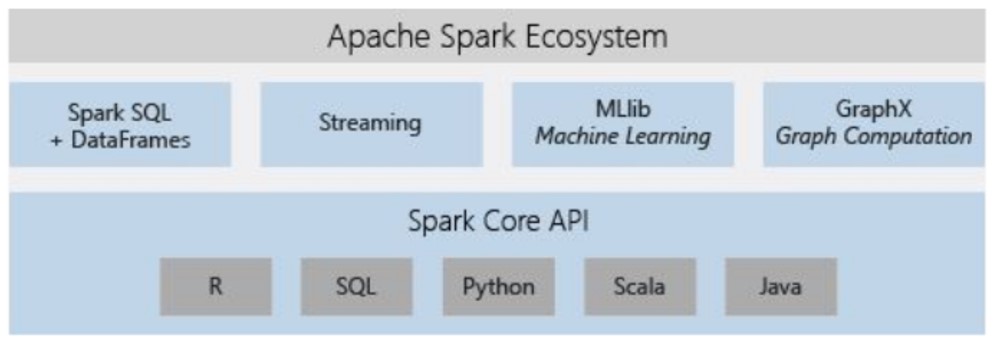 Apache Spark Ecosystem
Spark SQL
+ DataFrames
Streaming
MLlib
Machine Learning
GraphX
Graph Computation
Spark Core API
R
SQL
Python
Scala
Java